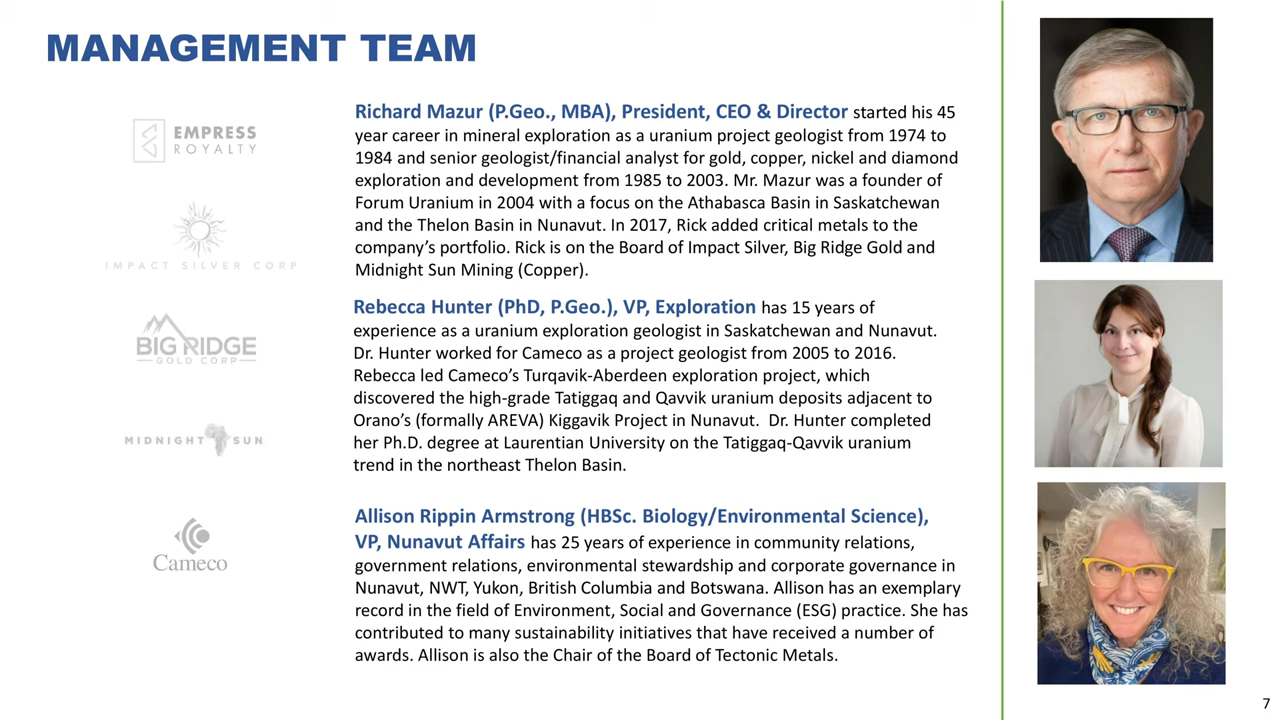 MANAGEMENT TEAM
EMPRESS
ROYALTY
IMPACT SILVER CORP
BIG RIDGE
GOLD CORP
MIDNIGHT SUN
Cameco
Richard Mazur (P.Geo., MBA), President, CEO & Director started his 45
year career in mineral exploration as a uranium project geologist from 1974 to
1984 and senior geologist/financial analyst for gold, copper, nickel and diamond
exploration and development from 1985 to 2003. Mr. Mazur was a founder of
Forum Uranium in 2004 with a focus on the Athabasca Basin in Saskatchewan
and the Thelon Basin in Nunavut. In 2017, Rick added critical metals to the
company’s portfolio. Rick is on the Board of Impact Silver, Big Ridge Gold and
Midnight Sun Mining (Copper).
Rebecca Hunter (PhD, P.Geo.), VP, Exploration has 15 years of
experience as a uranium exploration geologist in Saskatchewan and Nunavut.
Dr. Hunter worked for Cameco as a project geologist from 2005 to 2016.
Rebecca led Cameco’s Turqavik-Aberdeen exploration project, which
discovered the high-grade Tatiggaq and Qavvik uranium deposits adjacent to
Orano’s (formally AREVA) Kiggavik Project in Nunavut. Dr. Hunter completed
her Ph.D. degree at Laurentian University on the Tatiggaq-Qavvik uranium
trend in the northeast Thelon Basin.
Allison Rippin Armstrong (HBSc. Biology/Environmental Science),
VP, Nunavut Affairs has 25 years of experience in community relations,
government relations, environmental stewardship and corporate governance in
Nunavut, NWT, Yukon, British Columbia and Botswana. Allison has an exemplary
record in the field of Environment, Social and Governance (ESG) practice. She has
contributed to many sustainability initiatives that have received a number of
awards. Allison is also the Chair of the Board of Tectonic Metals.
7